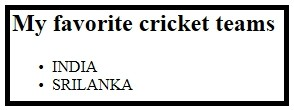 My favorite cricket teams
• INDIA
• SRILANKA